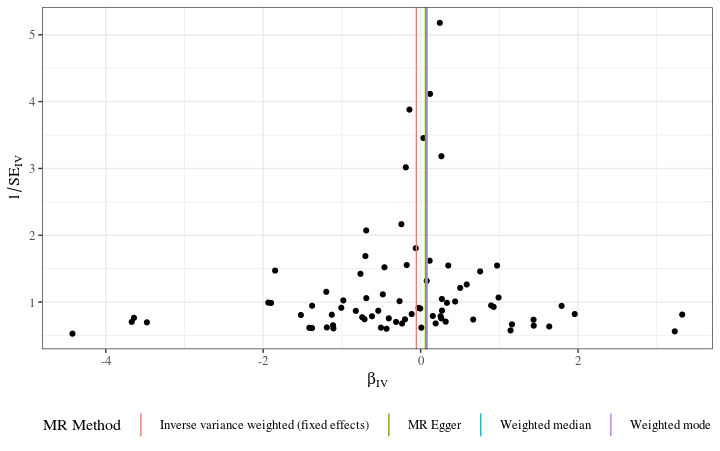 5
4
3
2
1
1/SE_IV
-4
-2
0
2
β_IV
MR Method
Inverse variance weighted (fixed effects)
MR Egger
Weighted median
Weighted mode